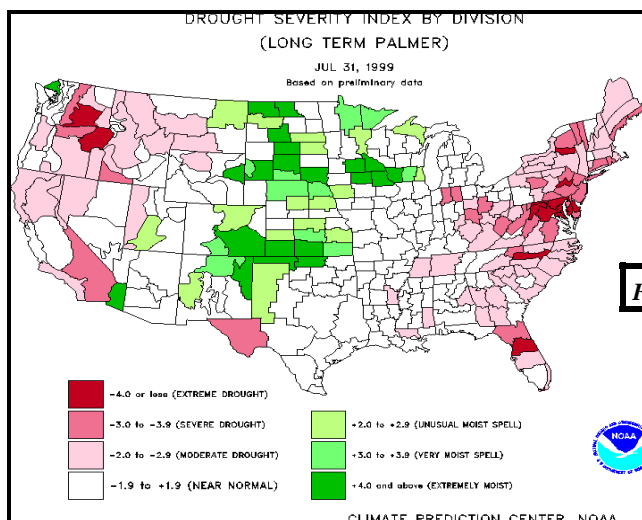 DROUGHT SEVERITY INDEX BY DIVISION
(LONG TERM PALMER)
JUL 31, 1999
Based on preliminary data
-4.0 or less (EXTREME DROUGHT)
-3.0 to -3.9 (SEVERE DROUGHT)
-2.0 to -2.9 (MODERATE DROUGHT)
-1.9 to +1.9 (NEAR NORMAL)
+2.0 to +2.9 (UNUSUAL MOIST SPELL)
+3.0 to +3.9 (VERY MOIST SPELL)
+4.0 and above (EXTREMELY MOIST)
NOAA
CLIMATE PREDICTION CENTER, NOAA